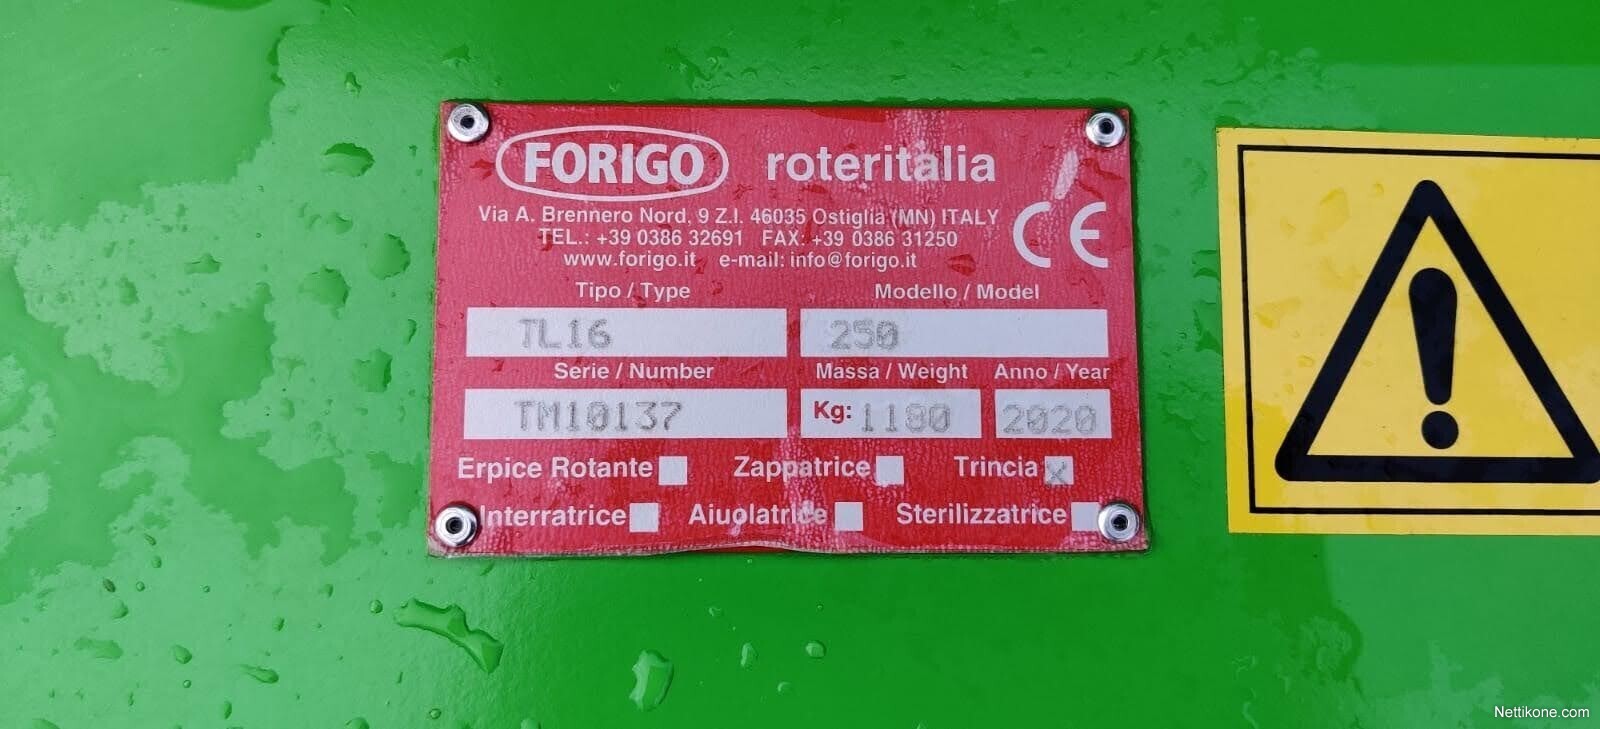 FORIGO roteritalia
Via A. Brennero Nord, 9 Z.I. 46035 Ostiglia (MN) ITALY
TEL.: +39 0386 32691 FAX: +39 0386 31250
www.forigo.it e-mail: info@forigo.it
CE
Tipo / Type Modello / Model
TL16 250
Serie / Number Massa / Weight Anno / Year
TM10137 Kg: 1180 2020
Erpice Rotante Zappatrice Trincia X
Interratrice Aiuolatrice Sterilizzatrice
Nettikone.com